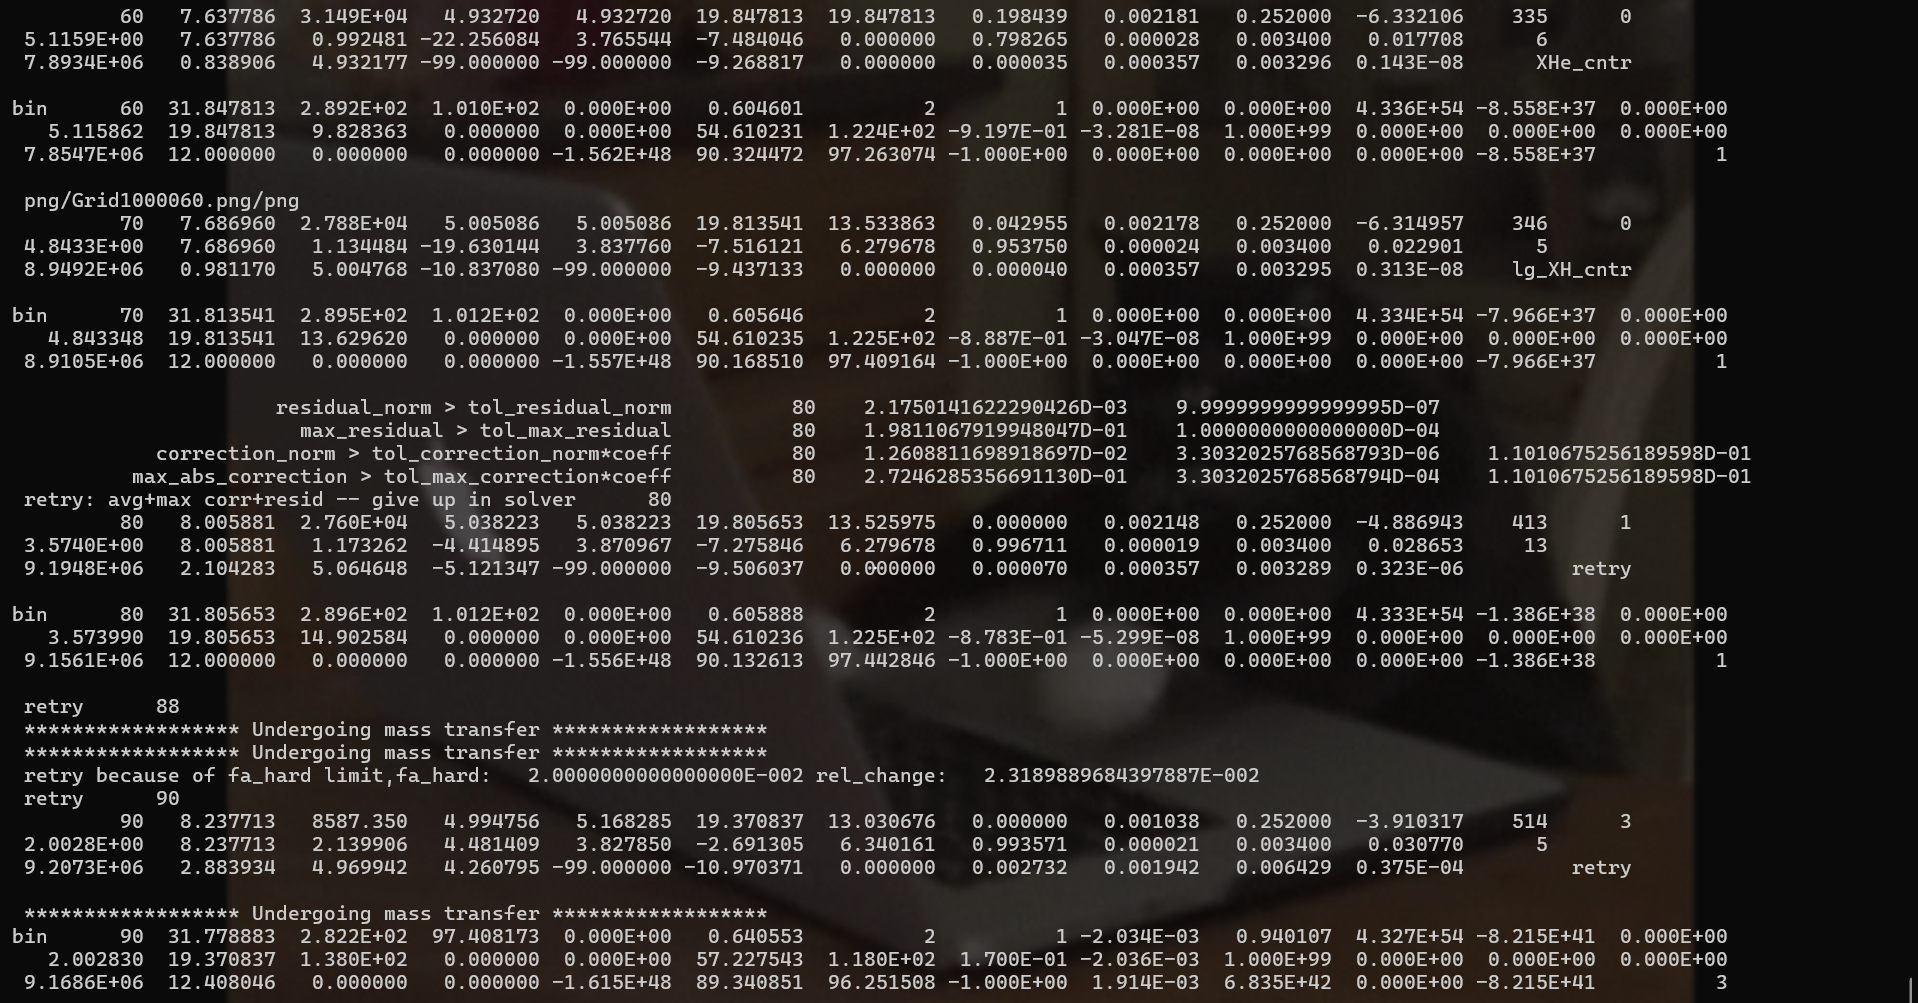 60 7.637786 3.149E+04 4.932720 4.932720 19.847813 19.847813 0.198439 0.002181 0.252000 -6.332106 335 0
5.1159E+00 7.637786 0.992481 -22.256084 3.765544 -7.484046 0.000000 0.798265 0.000028 0.003400 0.017708 6
7.8934E+06 0.838906 4.932177 -99.000000 -99.000000 -9.268817 0.000000 0.000035 0.000357 0.003296 0.143E-08 XHe_cntr
bin 60 31.847813 2.892E+02 1.010E+02 0.000E+00 0.604601 2 1 0.000E+00 0.000E+00 4.336E+54 -8.558E+37 0.000E+00
5.115862 19.847813 9.828363 0.000000 0.000E+00 54.610231 1.224E+02 -9.197E-01 -3.281E-08 1.000E+99 0.000E+00 0.000E+00 0.000E+00
7.8547E+06 12.000000 0.000000 0.000000 -1.562E+48 90.324472 97.263074 -1.000E+00 0.000E+00 0.000E+00 0.000E+00 -8.558E+37 1
png/Grid1000060.png/png
70 7.686960 2.788E+04 5.005086 5.005086 19.813541 13.533863 0.042955 0.002178 0.252000 -6.314957 346 0
4.8433E+00 7.686960 1.134484 -19.630144 3.837760 -7.516121 6.279678 0.953750 0.000024 0.003400 0.022901 5
8.9492E+06 0.981170 5.004768 -10.837080 -99.000000 -9.437133 0.000000 0.000040 0.000357 0.003295 0.313E-08 lg_XH_cntr
bin 70 31.813541 2.895E+02 1.012E+02 0.000E+00 0.605646 2 1 0.000E+00 0.000E+00 4.334E+54 -7.966E+37 0.000E+00
4.843348 19.813541 13.629620 0.000000 0.000E+00 54.610235 1.225E+02 -8.887E-01 -3.047E-08 1.000E+99 0.000E+00 0.000E+00 0.000E+00
8.9105E+06 12.000000 0.000000 0.000000 -1.557E+48 90.168510 97.409164 -1.000E+00 0.000E+00 0.000E+00 0.000E+00 -7.966E+37 1
residual_norm > tol_residual_norm 80 2.1750141622290426D-03 9.9999999999999995D-07
max_residual > tol_max_residual 80 1.9811067919948047D-01 1.0000000000000000D-04
correction_norm > tol_correction_norm*coeff 80 1.2608811698918697D-02 3.3032025768568793D-06 1.1010675256189598D-01
max_abs_correction > tol_max_correction*coeff 80 2.7246285356691130D-01 3.3032025768568794D-04 1.1010675256189598D-01
retry: avg+max corr+resid -- give up in solver 80
80 8.005881 2.760E+04 5.038223 5.038223 19.805653 13.525975 0.000000 0.002148 0.252000 -4.886943 413 1
3.5740E+00 8.005881 1.173262 -4.414895 3.870967 -7.275846 6.279678 0.996711 0.000019 0.003400 0.028653 13
9.1948E+06 2.104283 5.064648 -5.121347 -99.000000 -9.506037 0.000000 0.000070 0.000357 0.003289 0.323E-06 retry
bin 80 31.805653 2.896E+02 1.012E+02 0.000E+00 0.605888 2 1 0.000E+00 0.000E+00 4.333E+54 -1.386E+38 0.000E+00
3.573990 19.805653 14.902584 0.000000 0.000E+00 54.610236 1.225E+02 -8.783E-01 -5.299E-08 1.000E+99 0.000E+00 0.000E+00 0.000E+00
9.1561E+06 12.000000 0.000000 0.000000 -1.556E+48 90.132613 97.442846 -1.000E+00 0.000E+00 0.000E+00 0.000E+00 -1.386E+38 1
retry 88
****************** Undergoing mass transfer ******************
****************** Undergoing mass transfer ******************
retry because of fa_hard limit,fa_hard: 2.0000000000000000E-002 rel_change: 2.3189889684397887E-002
retry 90
90 8.237713 8587.350 4.994756 5.168285 19.370837 13.030676 0.000000 0.001038 0.252000 -3.910317 514 3
2.0028E+00 8.237713 2.139906 4.481409 3.827850 -2.691305 6.340161 0.993571 0.000021 0.003400 0.030770 5
9.2073E+06 2.883934 4.969942 4.260795 -99.000000 -10.970371 0.000000 0.002732 0.001942 0.006429 0.375E-04 retry
****************** Undergoing mass transfer ******************
bin 90 31.778883 2.822E+02 97.408173 0.000E+00 0.640553 2 1 -2.034E-03 0.940107 4.327E+54 -8.215E+41 0.000E+00
2.002830 19.370837 1.380E+02 0.000000 0.000E+00 57.227543 1.180E+02 1.700E-01 -2.036E-03 1.000E+99 0.000E+00 0.000E+00 0.000E+00
9.1686E+06 12.408046 0.000000 0.000000 -1.615E+48 89.340851 96.251508 -1.000E+00 1.914E-03 6.835E+42 0.000E+00 -8.215E+41 3